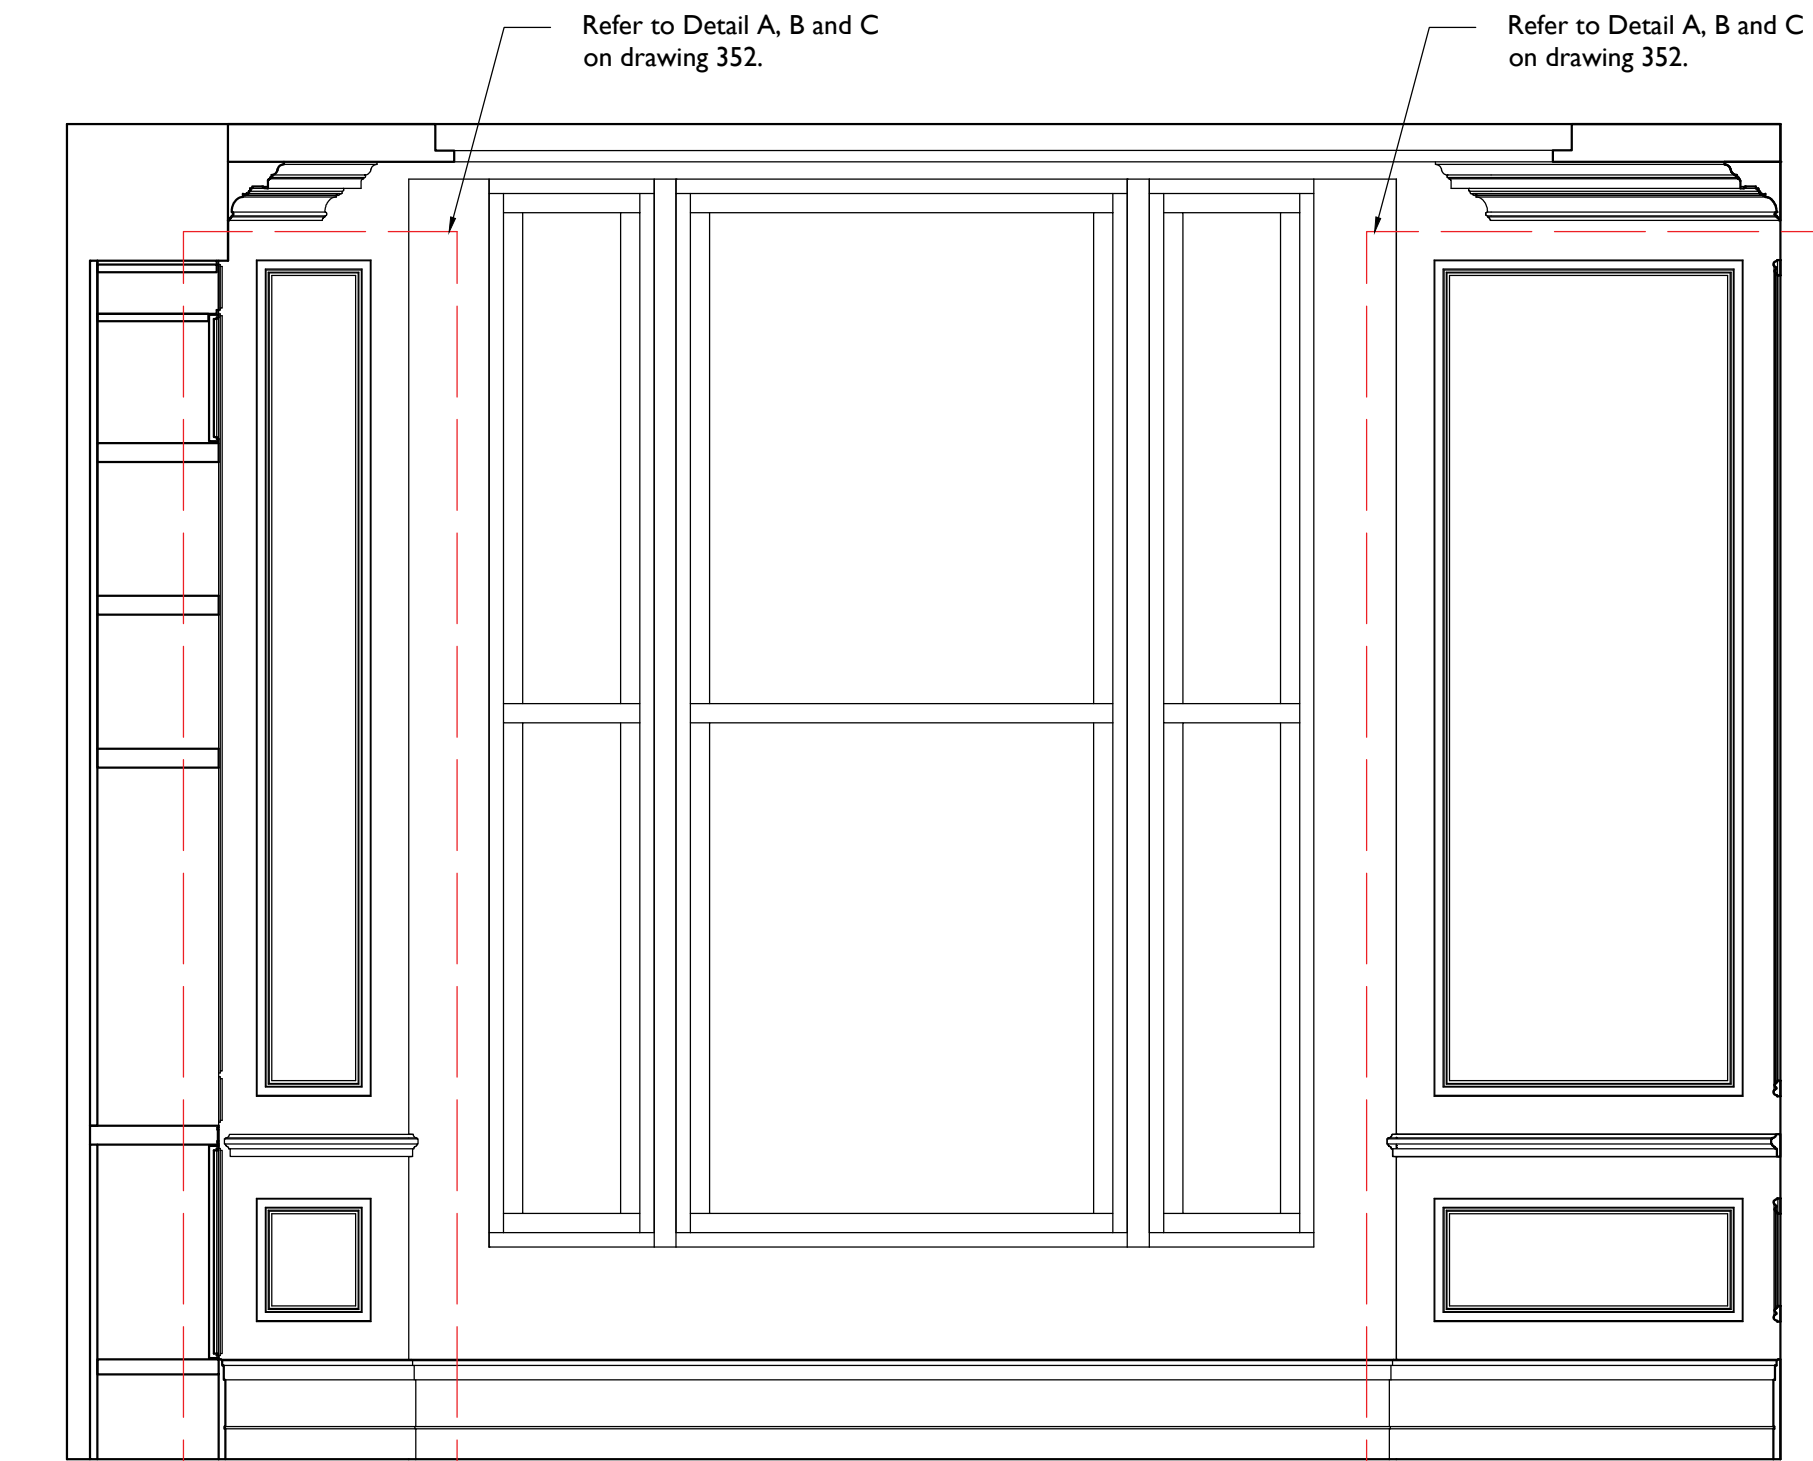 Refer to Detail A, B and C
on drawing 352.
Refer to Detail A, B and C
on drawing 352.